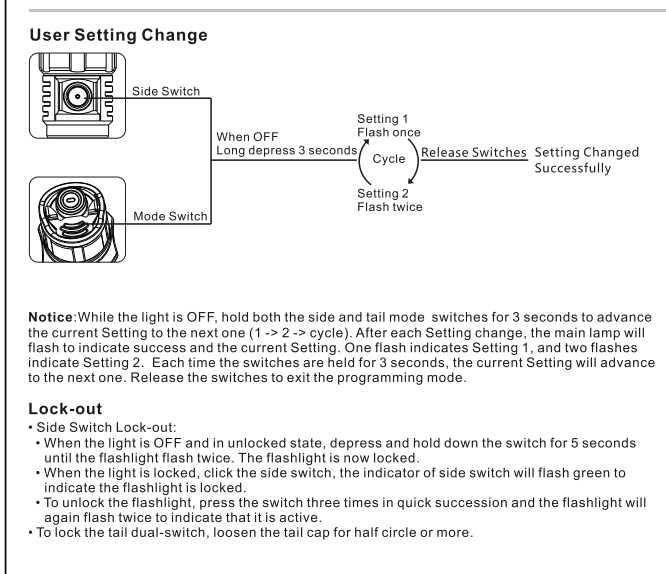 User Setting Change
Side Switch
Mode Switch
When OFF
Long depress 3 seconds
Setting 1
Flash once
Cycle
Setting 2
Flash twice
Release Switches
Setting Changed
Successfully
Notice:While the light is OFF, hold both the side and tail mode switches for 3 seconds to advance
the current Setting to the next one (1 -> 2 -> cycle). After each Setting change, the main lamp will
flash to indicate success and the current Setting. One flash indicates Setting 1, and two flashes
indicate Setting 2. Each time the switches are held for 3 seconds, the current Setting will advance
to the next one. Release the switches to exit the programming mode.
Lock-out
• Side Switch Lock-out:
• When the light is OFF and in unlocked state, depress and hold down the switch for 5 seconds
until the flashlight flash twice. The flashlight is now locked.
• When the light is locked, click the side switch, the indicator of side switch will flash green to
indicate the flashlight is locked.
• To unlock the flashlight, press the switch three times in quick succession and the flashlight will
again flash twice to indicate that it is active.
• To lock the tail dual-switch, loosen the tail cap for half circle or more.